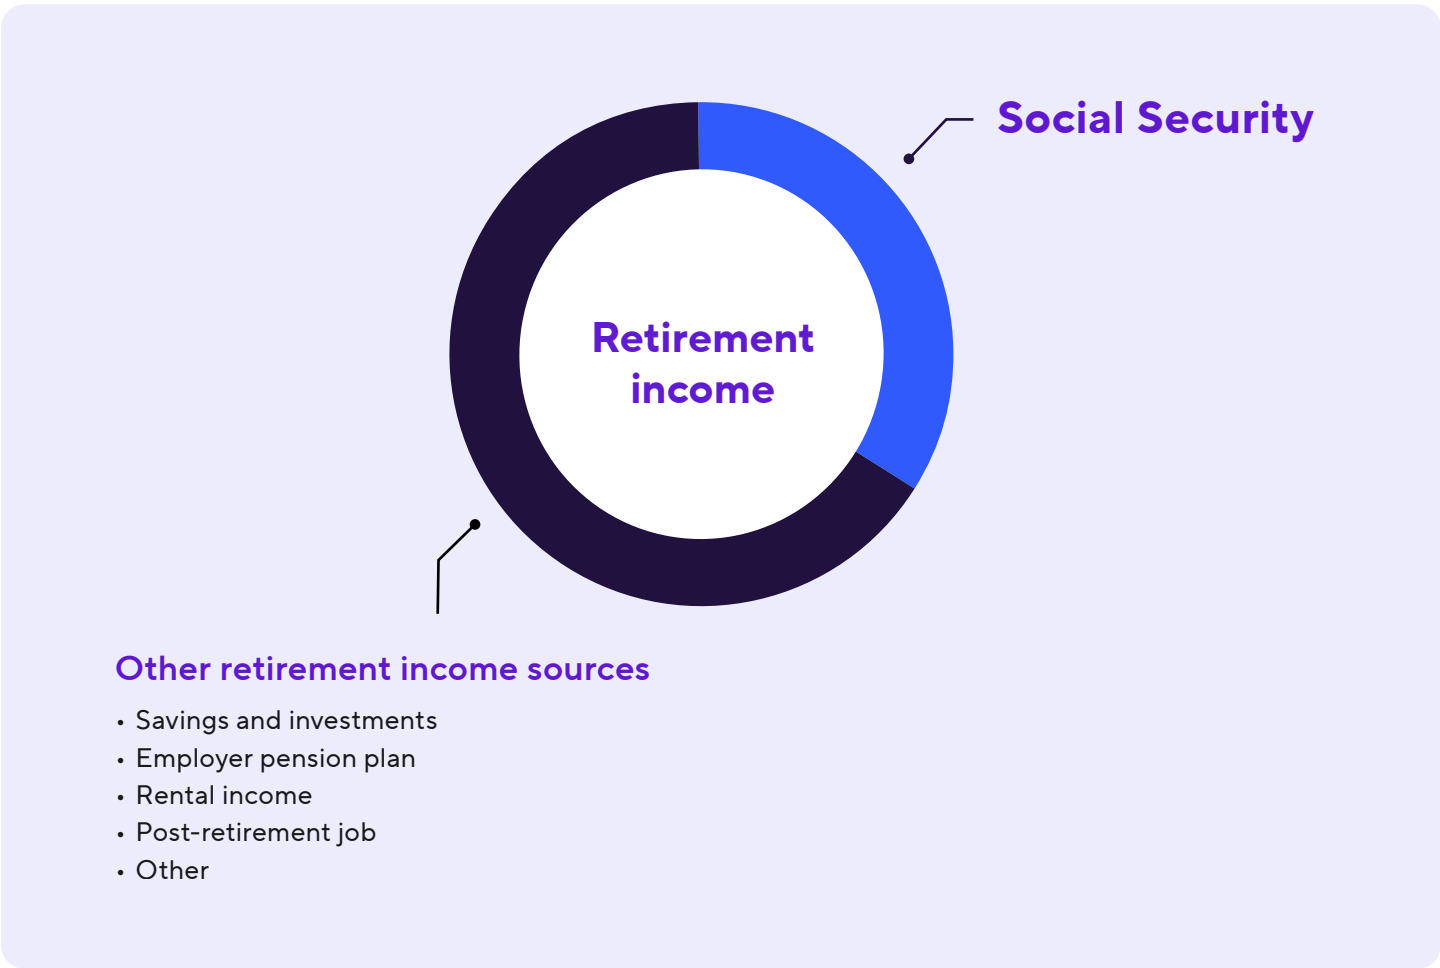 Social Security
Retirement
income
Other retirement income sources
• Savings and investments
• Employer pension plan
• Rental income
• Post-retirement job
• Other